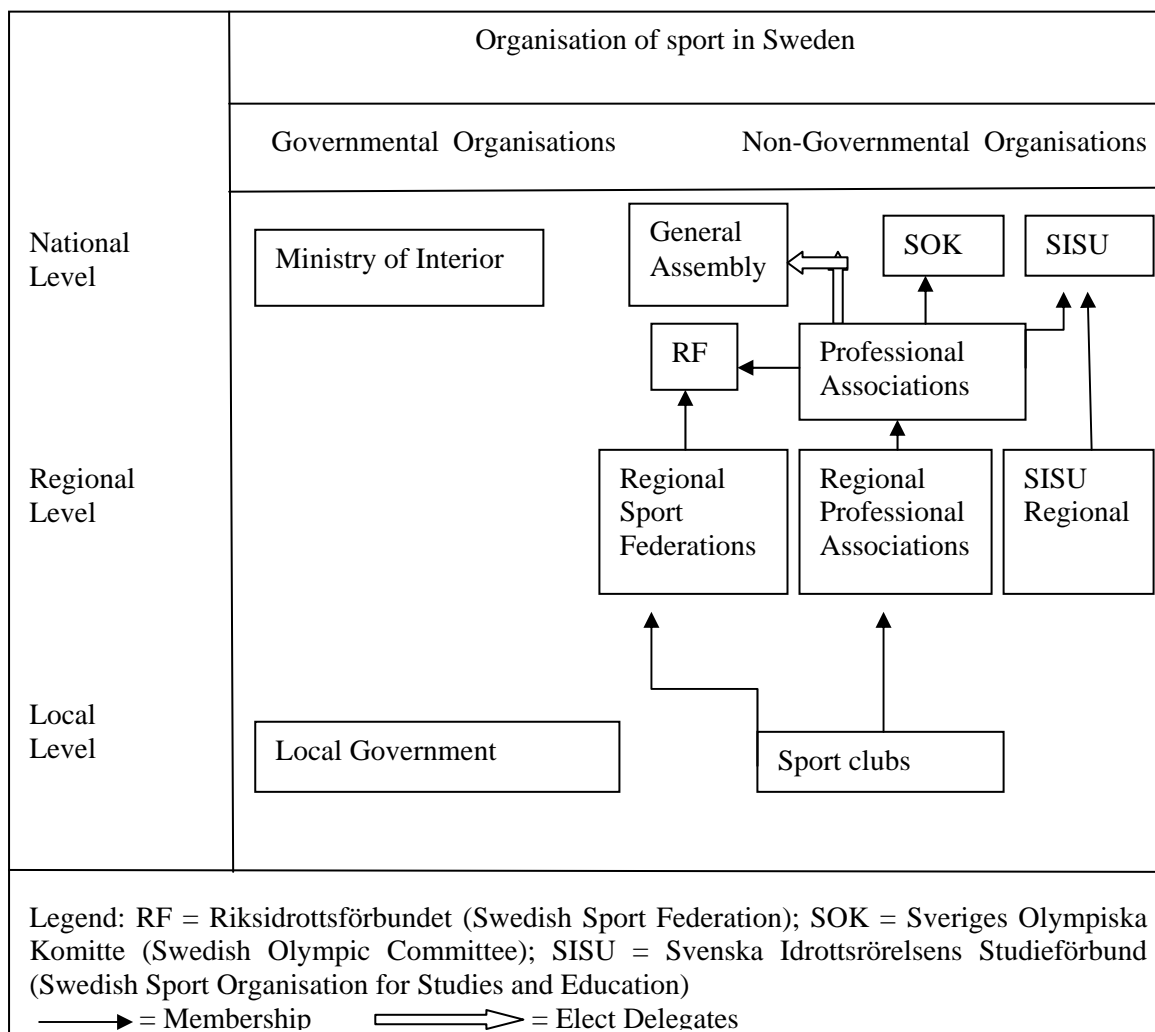 Organisation of sport in Sweden
Governmental Organisations
Non-Governmental Organisations
National
Level
Ministry of Interior
General
Assembly
SOK
SISU
RF
Professional
Associations
Regional
Level
Regional
Sport
Federations
Regional
Professional
Associations
SISU
Regional
Local
Level
Local Government
Sport clubs
Legend: RF = Riksidrottsförbundet (Swedish Sport Federation); SOK = Sveriges Olympiska
Komitte (Swedish Olympic Committee); SISU = Svenska Idrottsrörelsens Studieförbund
(Swedish Sport Organisation for Studies and Education)
= Membership = Elect Delegates